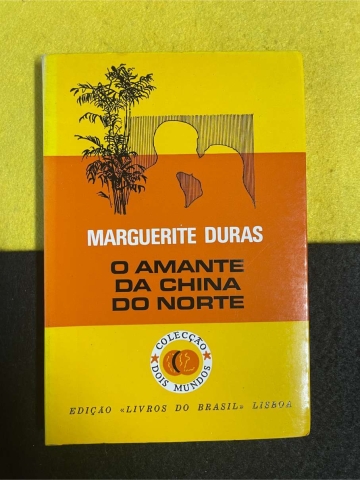 MARGUERITE DURAS
O AMANTE
DA CHINA
DO NORTE
COLECÇÃO
DOIS MUNDOS
EDIÇÃO «LIVROS DO BRASIL» LISBOA